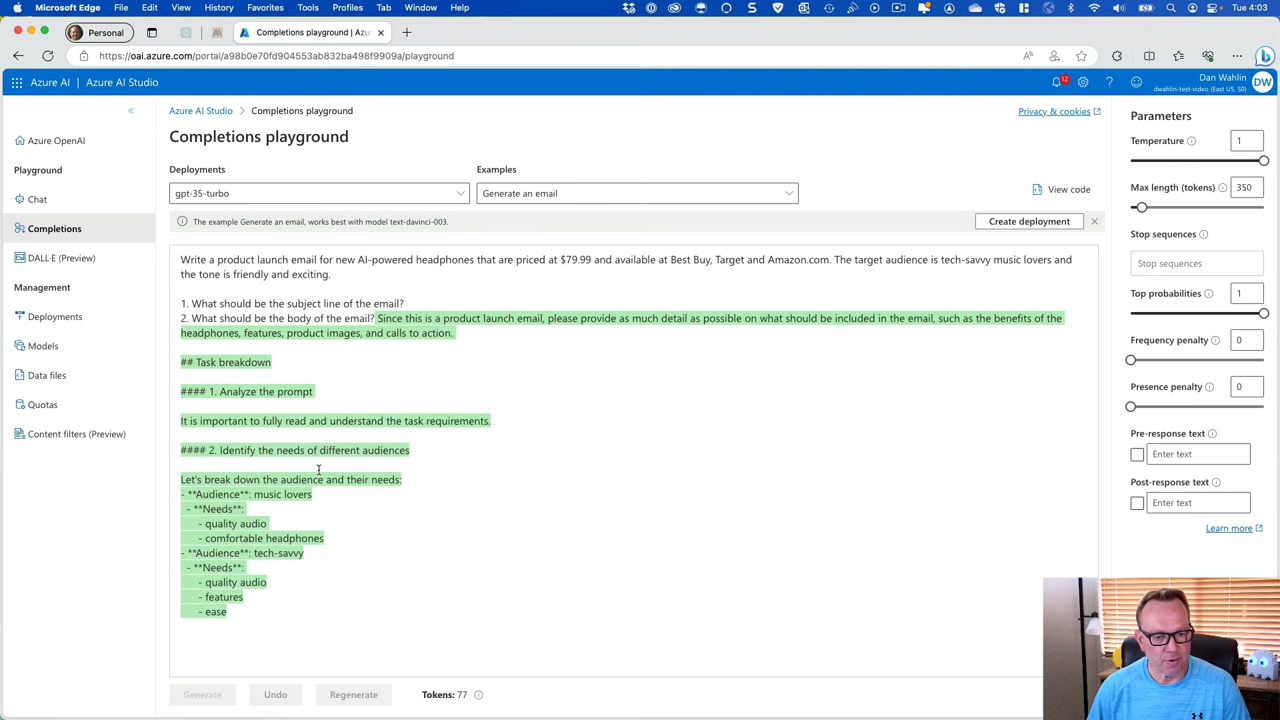 Microsoft Edge File Edit View History Favorites Tools Profiles Tab Window Help Tue Jul 18 7:40:03
Personal
Completions playground | Azu
https://oai.azure.com/portal/a98b0e70fd904553ab832ba498f9909a/playground
Azure AI | Azure AI Studio
12
Dan Wahlin
dwahlin-test-video (East US, S0)
DW
Azure AI Studio > Completions playground
Privacy & cookies
Completions playground
Azure OpenAI
Playground
Chat
Completions
DALL·E (Preview)
Management
Deployments
Models
Data files
Quotas
Content filters (Preview)
Deployments
Examples
gpt-35-turbo
Generate an email
View code
The example Generate an email, works best with model text-davinci-003.
Create deployment
Write a product launch email for new AI-powered headphones that are priced at $79.99 and available at Best Buy, Target and Amazon.com. The target audience is tech-savvy music lovers and
the tone is friendly and exciting.
1. What should be the subject line of the email?
2. What should be the body of the email? Since this is a product launch email, please provide as much detail as possible on what should be included in the email, such as the benefits of the
headphones, features, product images, and calls to action.
## Task breakdown
#### 1. Analyze the prompt
It is important to fully read and understand the task requirements.
#### 2. Identify the needs of different audiences
Let's break down the audience and their needs:
- **Audience**: music lovers
- **Needs**:
- quality audio
- comfortable headphones
- **Audience**: tech-savvy
- **Needs**:
- quality audio
- features
- ease
Generate
Undo
Regenerate
Tokens: 77
Parameters
Temperature 1
Max length (tokens) 350
Stop sequences
Stop sequences
Top probabilities 1
Frequency penalty 0
Presence penalty 0
Pre-response text
Enter text
Post-response text
Enter text
Learn more